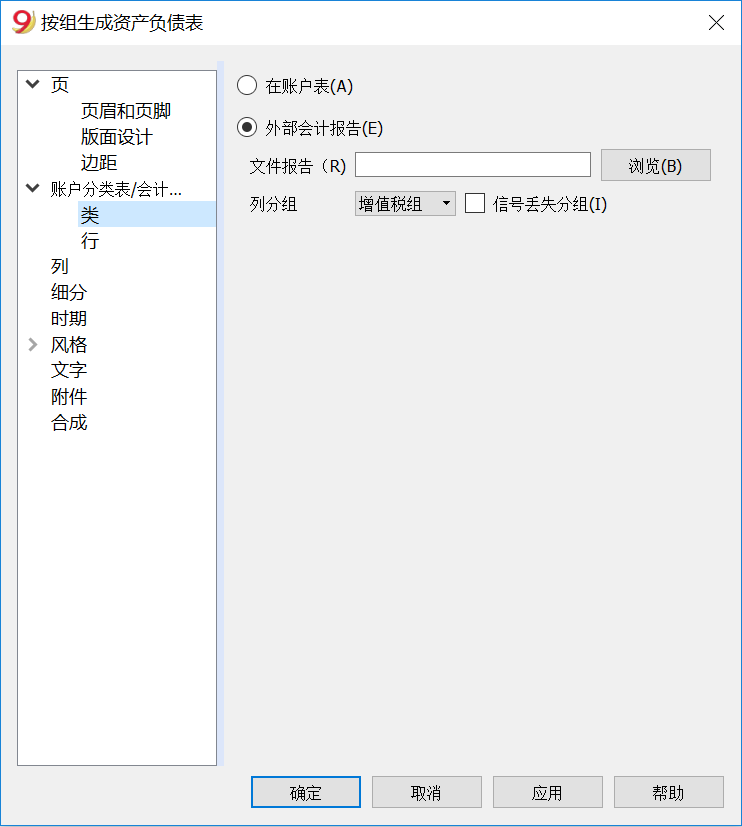 9 按组生成资产负债表
页
页眉和页脚
版面设计
边距
账户分类表/会计...
类
行
列
细分
时期
风格
文字
附件
合成
在账户表(A)
外部会计报告(E)
文件报告（R) 浏览(B)
列分组 增值税组 信号丢失分组(I)
确定 取消 应用 帮助